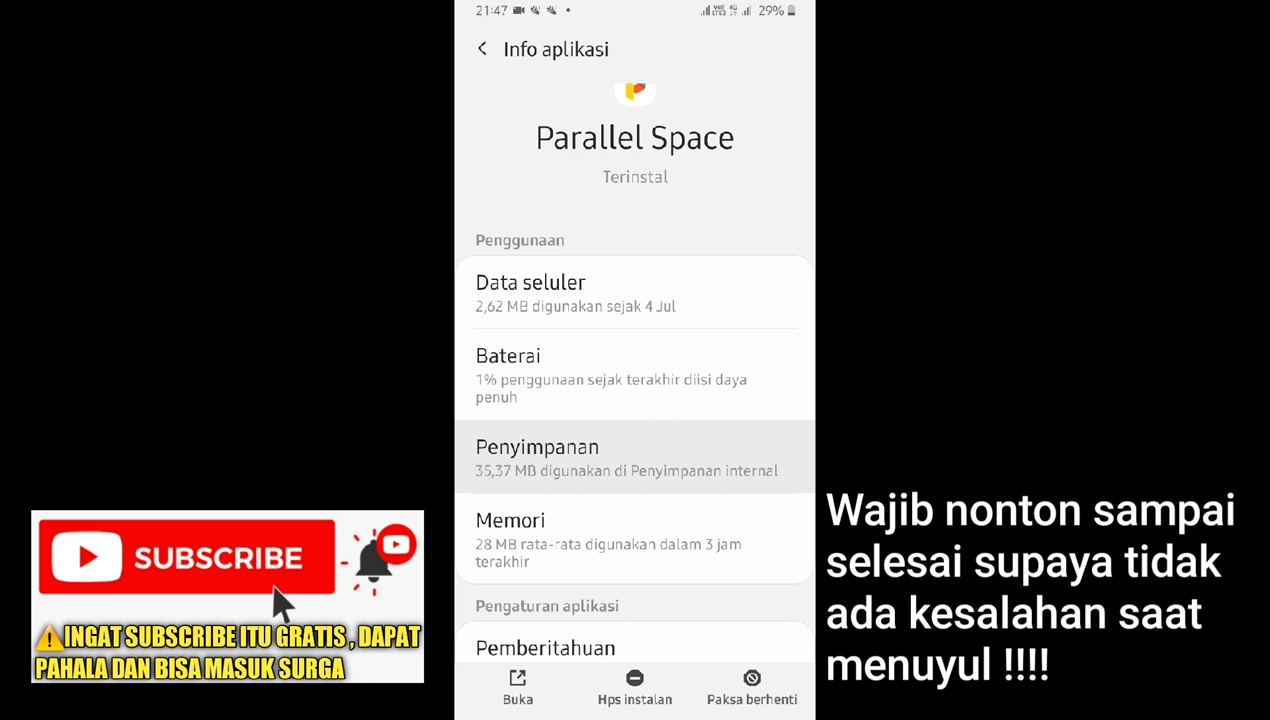 21:47
4G
29%
Info aplikasi
Parallel Space
Terinstal
Penggunaan
Data seluler
2,62 MB digunakan sejak 4 Jul
Baterai
1% penggunaan sejak terakhir diisi daya
penuh
Penyimpanan
35,37 MB digunakan di Penyimpanan internal
Memori
28 MB rata-rata digunakan dalam 3 jam
terakhir
Pengaturan aplikasi
Pemberitahuan
Buka
Hps instalan
Paksa berhenti
SUBSCRIBE
INGAT SUBSCRIBE ITU GRATIS , DAPAT
PAHALA DAN BISA MASUK SURGA
Wajib nonton sampai
selesai supaya tidak
ada kesalahan saat
menuyul !!!!